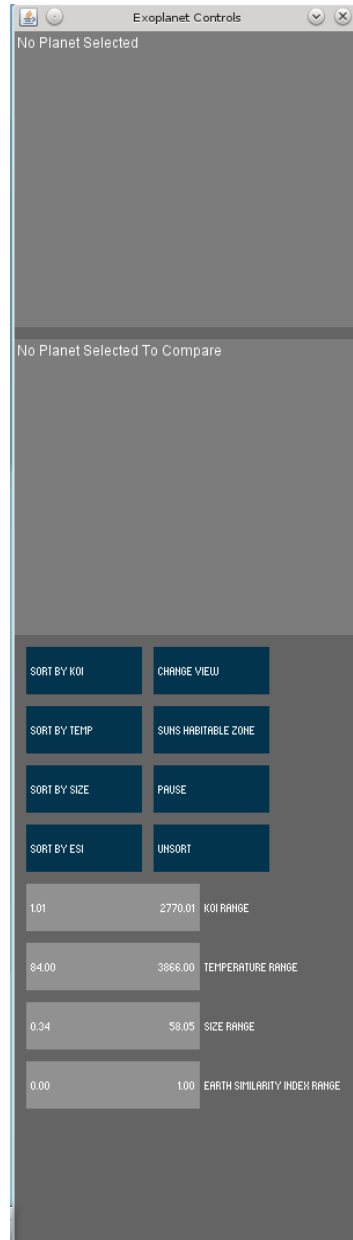 Exoplanet Controls
No Planet Selected
No Planet Selected To Compare
SORT BY KOI
CHANGE VIEW
SORT BY TEMP
SUNS HABITABLE ZONE
SORT BY SIZE
PAUSE
SORT BY ESI
UNSORT
1.01 2770.01 KOI RANGE
84.00 3866.00 TEMPERATURE RANGE
0.34 58.05 SIZE RANGE
0.00 1.00 EARTH SIMILARITY INDEX RANGE